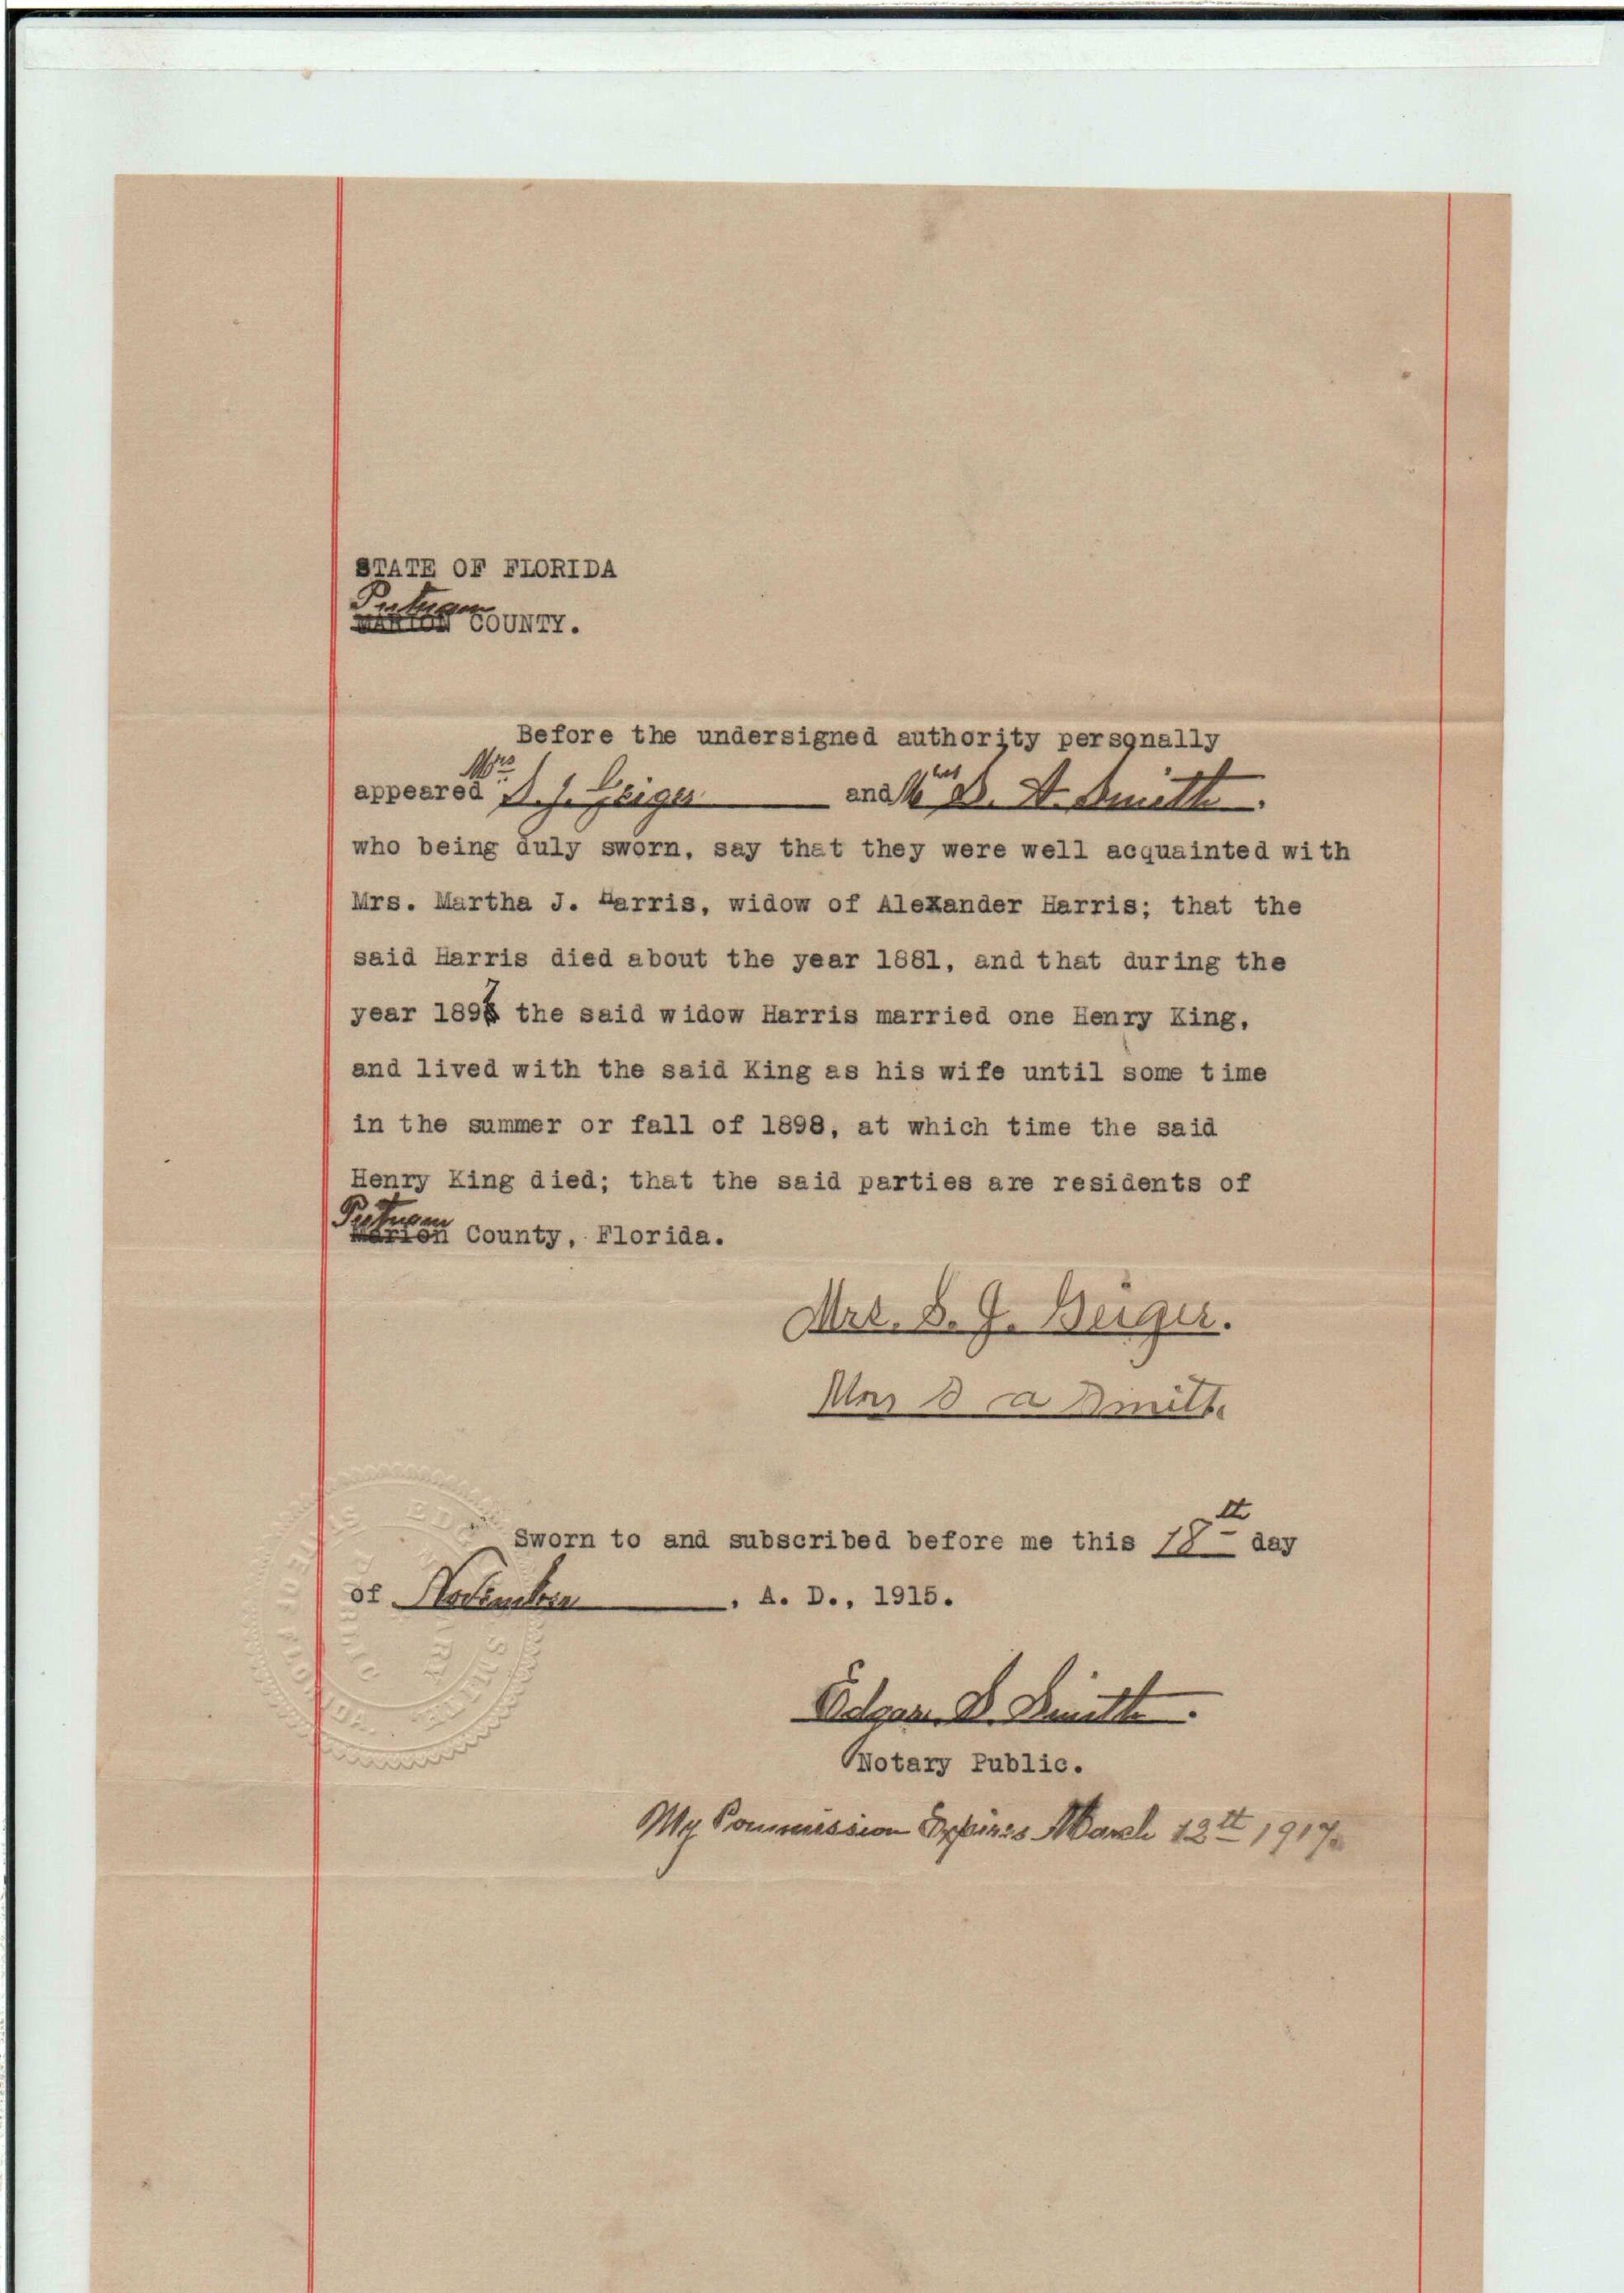 STATE OF FLORIDA
Putnam
COUNTY.
Before the undersigned authority personally
Mrs
appeared S. J. Geiger and Mrs S. A. Smith.
who being duly sworn, say that they were well acquainted with
Mrs. Martha J. Harris, widow of AleXander Harris; that the
said Harris died about the year 1881, and that during the
year 189 the said widow Harris married one Henry King,
and lived with the said King as his wife until some time
in the summer or fall of 1898, at which time the said
Henry King died; that the said parties are residents of
Putnam
Marion County, Florida.
Mrs. S. J. Geiger.
Mrs S A Smith.
Sworn to and subscribed before me this 18th day
of November, A. D., 1915.
Edgar S. Smith.
Notary Public.
My Commission Expires March 12th 1917